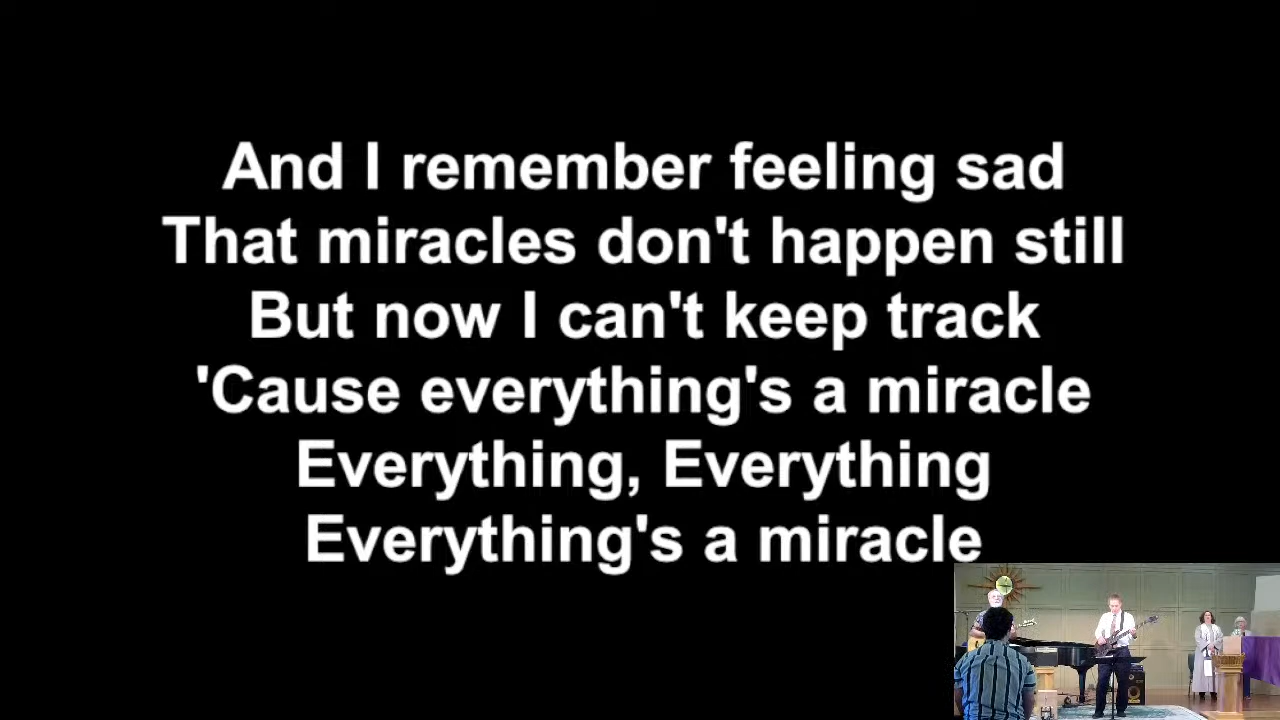 And I remember feeling sad
That miracles don't happen still
But now I can't keep track
'Cause everything's a miracle
Everything, Everything
Everything's a miracle